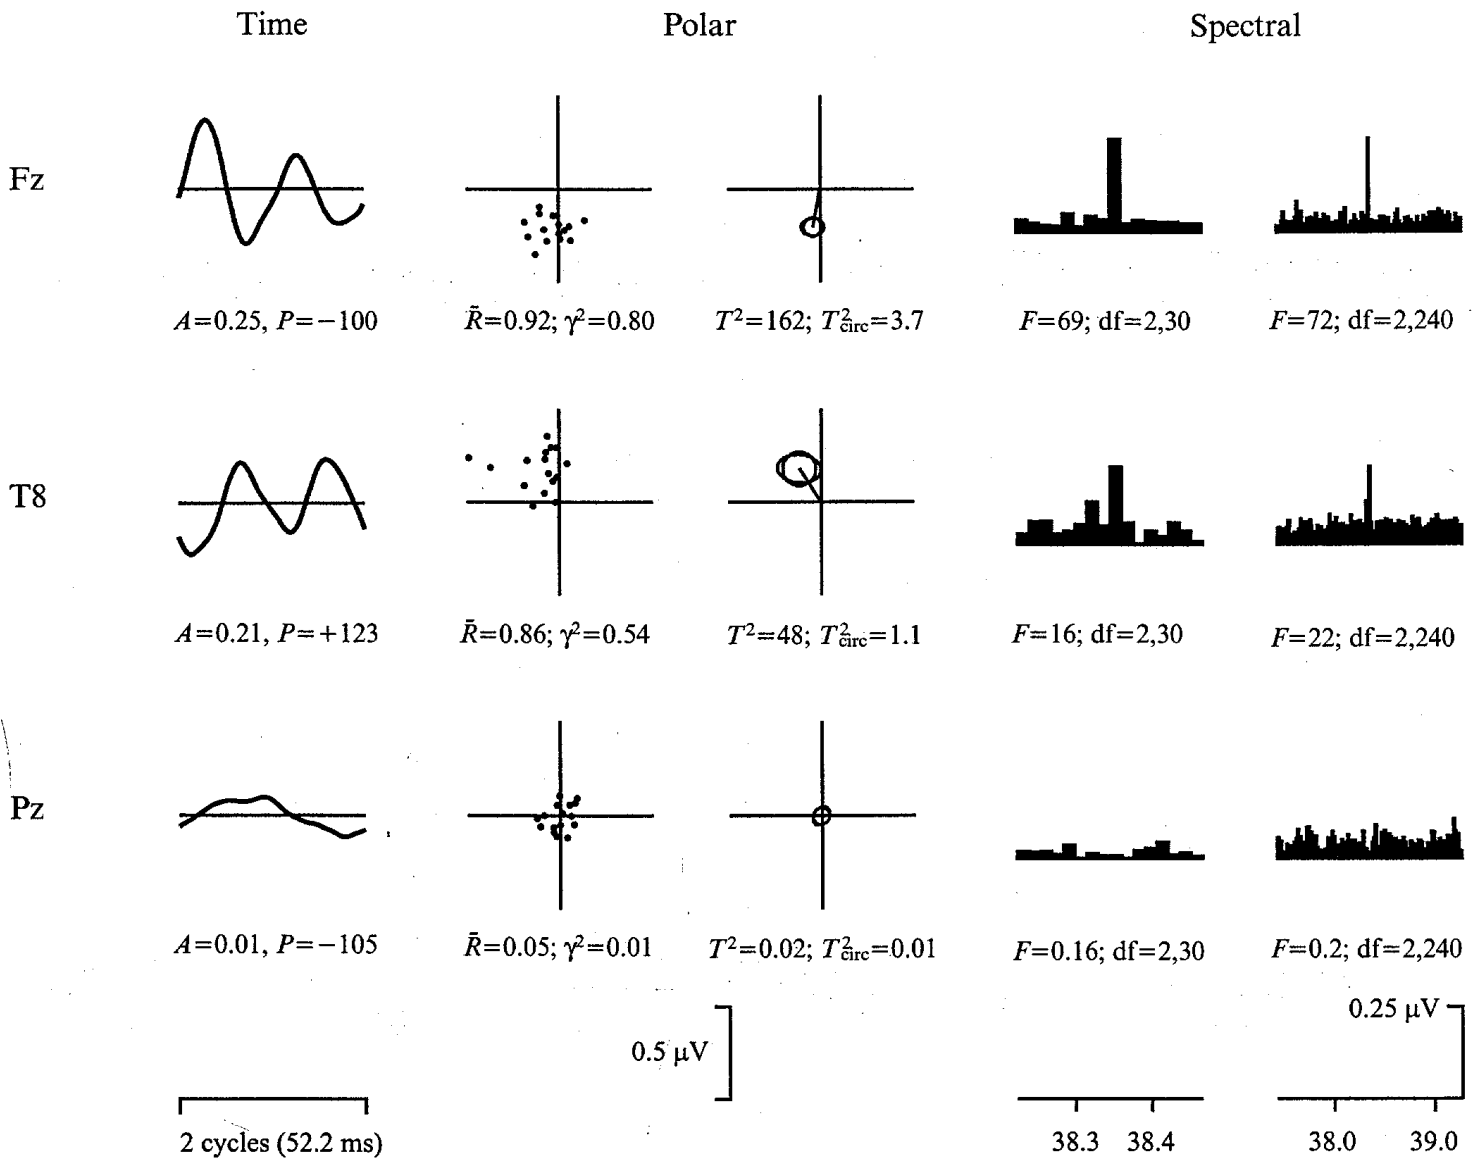 Time Polar Spectral
Fz
A=0.25, P=−100 R̄=0.92; γ²=0.80 T²=162; T²circ=3.7 F=69; df=2,30 F=72; df=2,240
T8
A=0.21, P=+123 R̄=0.86; γ²=0.54 T²=48; T²circ=1.1 F=16; df=2,30 F=22; df=2,240
Pz
A=0.01, P=−105 R̄=0.05; γ²=0.01 T²=0.02; T²circ=0.01 F=0.16; df=2,30 F=0.2; df=2,240
0.25 µV
0.5 µV
2 cycles (52.2 ms) 38.3 38.4 38.0 39.0